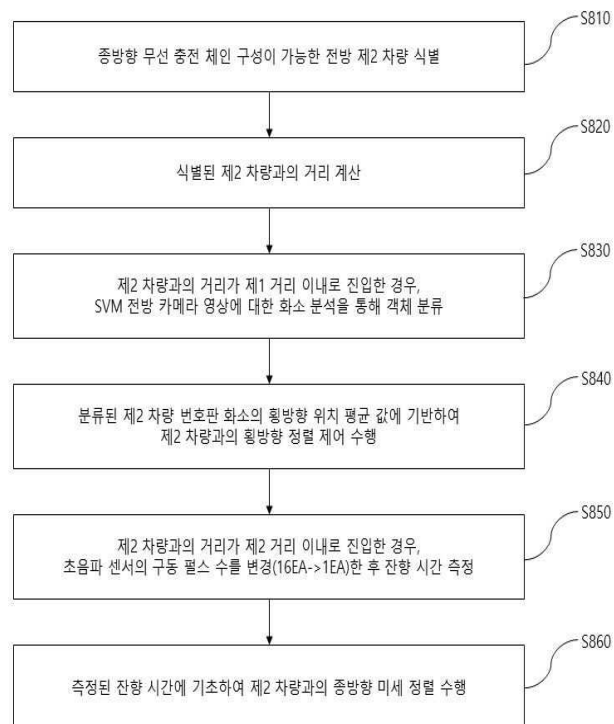 S810
종방향 무선 충전 체인 구성이 가능한 전방 제2 차량 식별
S820
식별된 제2 차량과의 거리 계산
S830
제2 차량과의 거리가 제1 거리 이내로 진입한 경우,
SVM 전방 카메라 영상에 대한 화소 분석을 통해 객체 분류
S840
분류된 제2 차량 번호판 화소의 횡방향 위치 평균 값에 기반하여
제2 차량과의 횡방향 정렬 제어 수행
S850
제2 차량과의 거리가 제2 거리 이내로 진입한 경우,
초음파 센서의 구동 펄스 수를 변경(16EA->1EA)한 후 잔향 시간 측정
S860
측정된 잔향 시간에 기초하여 제2 차량과의 종방향 미세 정렬 수행